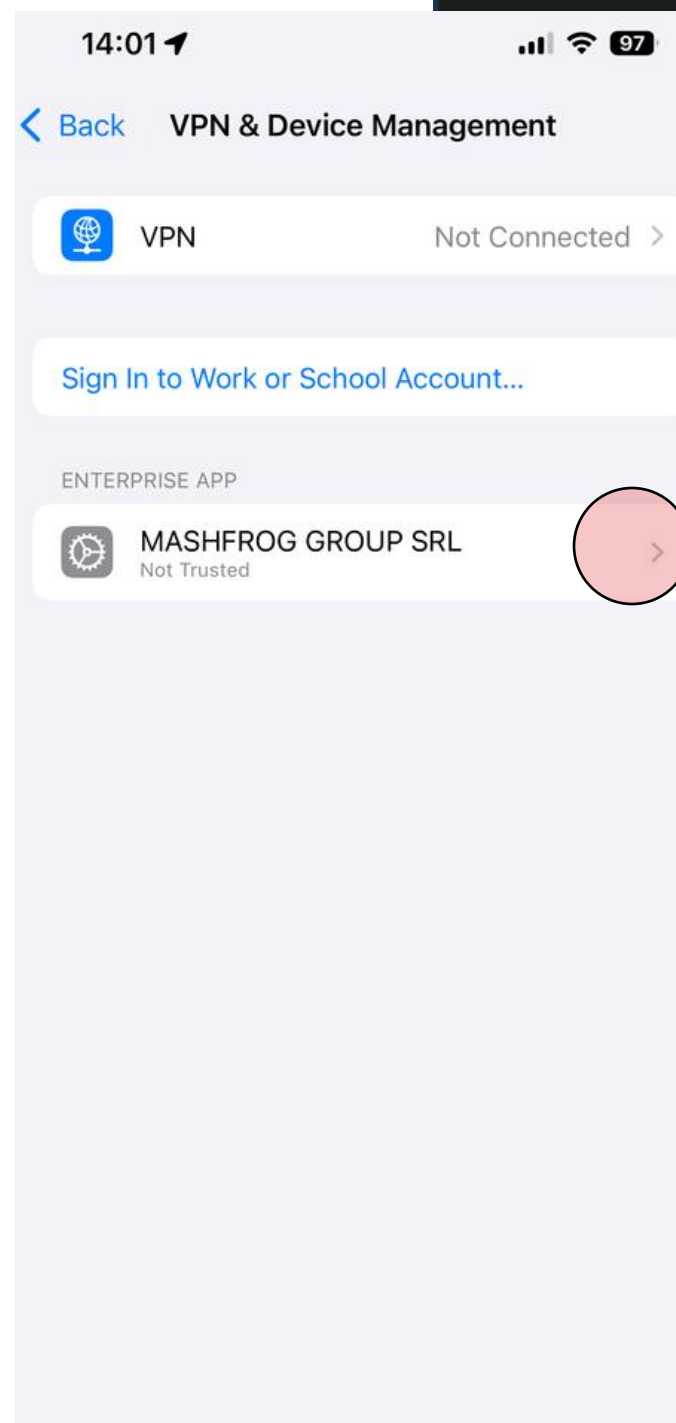 14:01
97
Back VPN & Device Management
VPN Not Connected
Sign In to Work or School Account...
ENTERPRISE APP
MASHFROG GROUP SRL
Not Trusted